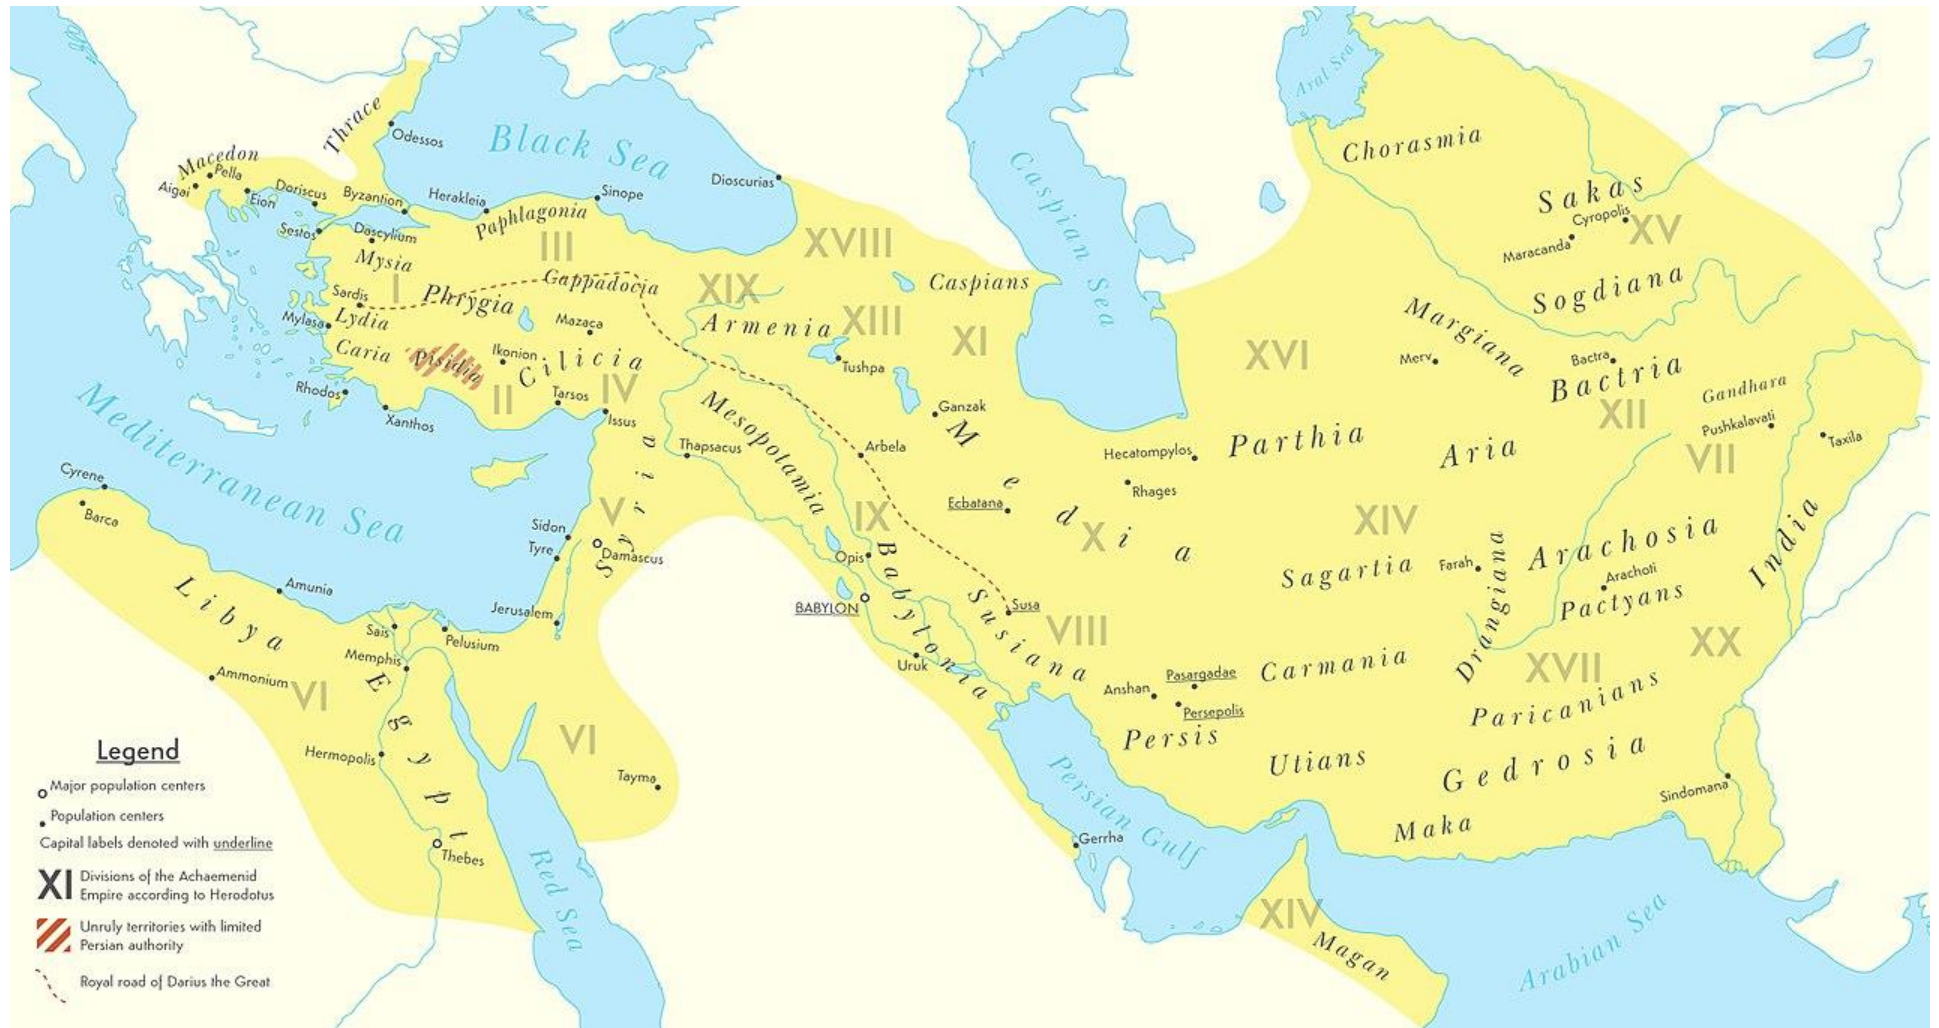 Aral Sea
Thrace
Odessos
Black Sea
Caspian Sea
Chorasmia
Macedon
Pella
Aigai
Eion
Doriscus
Byzantion
Herakleia
Paphlagonia
Sinope
Dioscurias
Sakas
Cyropolis
XV
Maracanda
Sestos
Dascylium
Mysia
III
XVIII
Sogdiana
I
Phrygia
Gappadocia
XIX
Caspians
Sardis
Lydia
Mylasa
Mazaca
Armenia
XIII
XI
Margiana
Caria
Pisidia
Ikonion
Cilicia
Tushpa
XVI
Merv
Bactra
Bactria
Gandhara
Rhodos
Xanthos
II
Tarsos
IV
Issus
Mesopotamia
Ganzak
XII
Pushkalavati
Taxila
Mediterranean Sea
Syria
Thapsacus
Arbela
Media
Hecatompylos
Parthia
Aria
VII
Cyrene
Barca
Rhages
Ecbatana
V
IX
X
XIV
Sidon
Tyre
Damascus
Opis
Babylonia
Sagartia
Farah
Drangiana
Arachosia
Arachoti
Pactyans
India
Libya
Amunia
Jerusalem
BABYLON
Susiana
Susa
VIII
Sais
Pelusium
Memphis
Uruk
XX
Ammonium
VI
Egypt
Anshan
Pasargadae
Persepolis
Carmania
XVII
Paricanians
Persis
Hermopolis
VI
Tayma
Utians
Gedrosia
Sindomana
Persian Gulf
Maka
Gerrha
Thebes
Red Sea
XIV
Magan
Arabian Sea
Legend
Major population centers
Population centers
Capital labels denoted with underline
XI
Divisions of the Achaemenid
Empire according to Herodotus
Unruly territories with limited
Persian authority
Royal road of Darius the Great